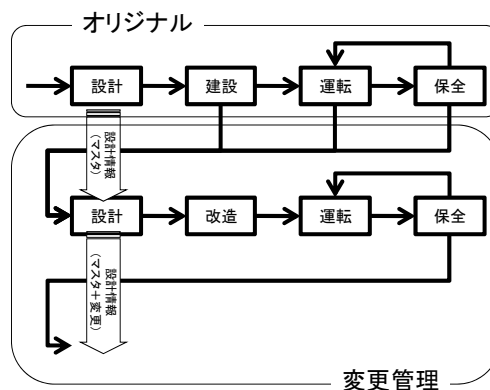 オリジナル
設計
建設
運転
保全
設計情報
(マスタ)
設計
改造
運転
保全
設計情報
(マスタ+変更)
変更管理